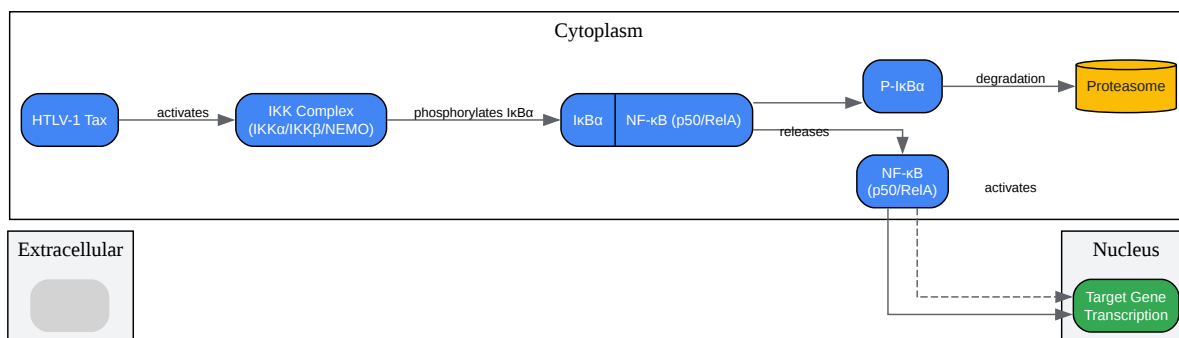 Cytoplasm
HTLV-1 Tax
activates
IKK Complex
(IKKα/IKKβ/NEMO)
phosphorylates IκBα
IκBα
NF-κB (p50/RelA)
P-IκBα
degradation
Proteasome
releases
NF-κB
(p50/RelA)
activates
Extracellular
Nucleus
Target Gene
Transcription